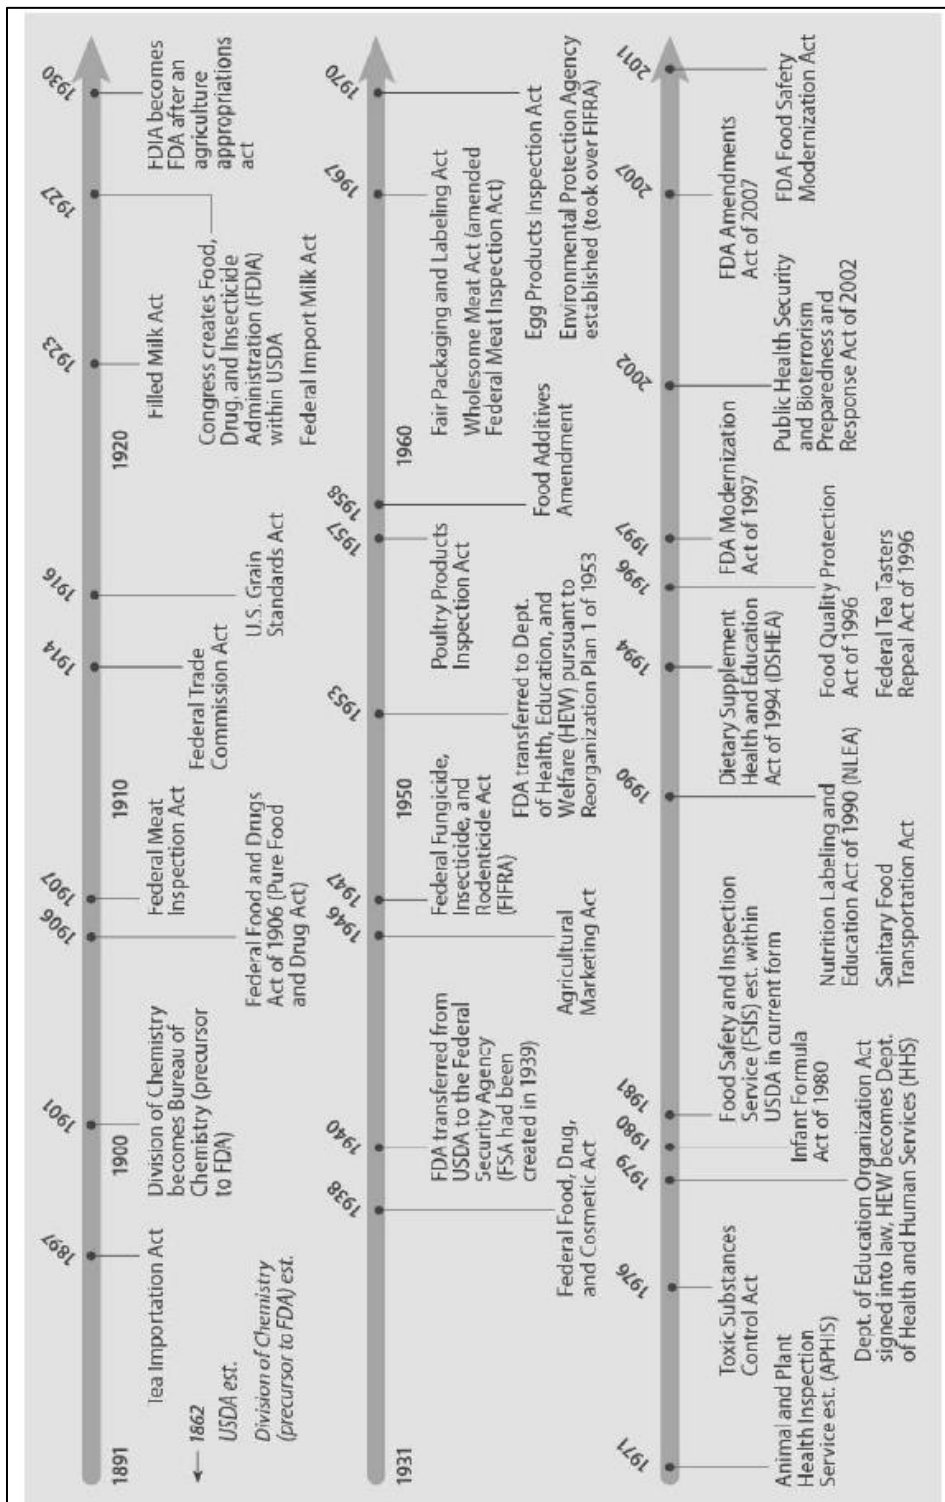 1891
1862
USDA est.
Division of Chemistry
(precursor to FDA) est.
1897
Tea Importation Act
1900
1901
Division of Chemistry
becomes Bureau of
Chemistry (precursor
to FDA)
1906
Federal Food and Drugs
Act of 1906 (Pure Food
and Drug Act)
1907
Federal Meat
Inspection Act
1910
1914
Federal Trade
Commission Act
1916
U.S. Grain
Standards Act
1920
1923
Filled Milk Act
1927
Congress creates Food,
Drug, and Insecticide
Administration (FDIA)
within USDA
Federal Import Milk Act
1930
FDIA becomes
FDA after an
agriculture
appropriations
act
1931
1938
Federal Food, Drug,
and Cosmetic Act
1940
FDA transferred from
USDA to the Federal
Security Agency
(FSA had been
created in 1939)
1946
Agricultural
Marketing Act
1947
Federal Fungicide,
Insecticide, and
Rodenticide Act
(FIFRA)
1950
1953
FDA transferred to Dept.
of Health, Education, and
Welfare (HEW) pursuant to
Reorganization Plan 1 of 1953
1957
Poultry Products
Inspection Act
1958
Food Additives
Amendment
1960
1967
Fair Packaging and Labeling Act
Wholesome Meat Act (amended
Federal Meat Inspection Act)
1970
Egg Products Inspection Act
Environmental Protection Agency
established (took over FIFRA)
1971
Animal and Plant
Health Inspection
Service est. (APHIS)
1976
Toxic Substances
Control Act
1979
Dept. of Education Organization Act
signed into law, HEW becomes Dept.
of Health and Human Services (HHS)
1980
Infant Formula
Act of 1980
1981
Food Safety and Inspection
Service (FSIS) est. within
USDA in current form
1990
Nutrition Labeling and
Education Act of 1990 (NLEA)
Sanitary Food
Transportation Act
1994
Dietary Supplement
Health and Education
Act of 1994 (DSHEA)
1996
Food Quality Protection
Act of 1996
Federal Tea Tasters
Repeal Act of 1996
1997
FDA Modernization
Act of 1997
2002
Public Health Security
and Bioterrorism
Preparedness and
Response Act of 2002
2007
FDA Amendments
Act of 2007
2011
FDA Food Safety
Modernization Act